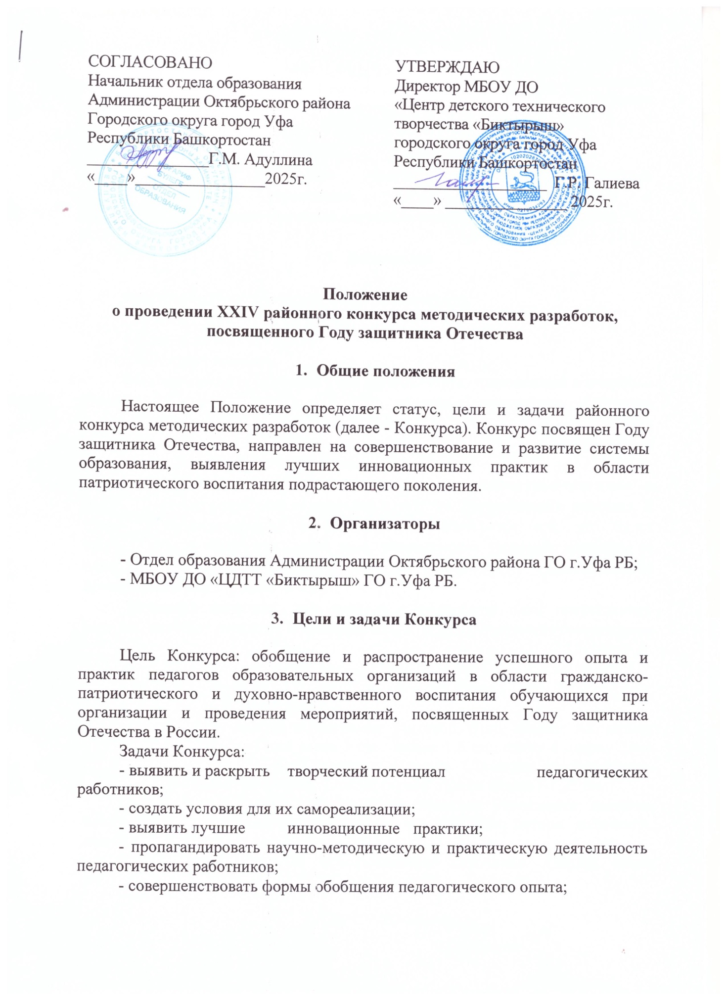 СОГЛАСОВАНО
Начальник отдела образования
Администрации Октябрьского района
Городского округа город Уфа
Республики Башкортостан
_______________Г.М. Адуллина
«____»________________2025г.
УТВЕРЖДАЮ
Директор МБОУ ДО
«Центр детского технического
творчества «Биктырыш»
городского округа город Уфа
Республики Башкортостан
___________________ Г.Р. Галиева
«____» _______________2025г.
МӘҒАРИФ
БҮЛЕГЕ
ОТДЕЛ
ОБРАЗОВАНИЯ
Положение
о проведении XXIV районного конкурса методических разработок,
посвященного Году защитника Отечества
1. Общие положения
Настоящее Положение определяет статус, цели и задачи районного
конкурса методических разработок (далее - Конкурса). Конкурс посвящен Году
защитника Отечества, направлен на совершенствование и развитие системы
образования, выявления лучших инновационных практик в области
патриотического воспитания подрастающего поколения.
2. Организаторы
- Отдел образования Администрации Октябрьского района ГО г.Уфа РБ;
- МБОУ ДО «ЦДТТ «Биктырыш» ГО г.Уфа РБ.
3. Цели и задачи Конкурса
Цель Конкурса: обобщение и распространение успешного опыта и
практик педагогов образовательных организаций в области гражданско-
патриотического и духовно-нравственного воспитания обучающихся при
организации и проведения мероприятий, посвященных Году защитника
Отечества в России.
Задачи Конкурса:
- выявить и раскрыть творческий потенциал педагогических
работников;
- создать условия для их самореализации;
- выявить лучшие инновационные практики;
- пропагандировать научно-методическую и практическую деятельность
педагогических работников;
- совершенствовать формы обобщения педагогического опыта;